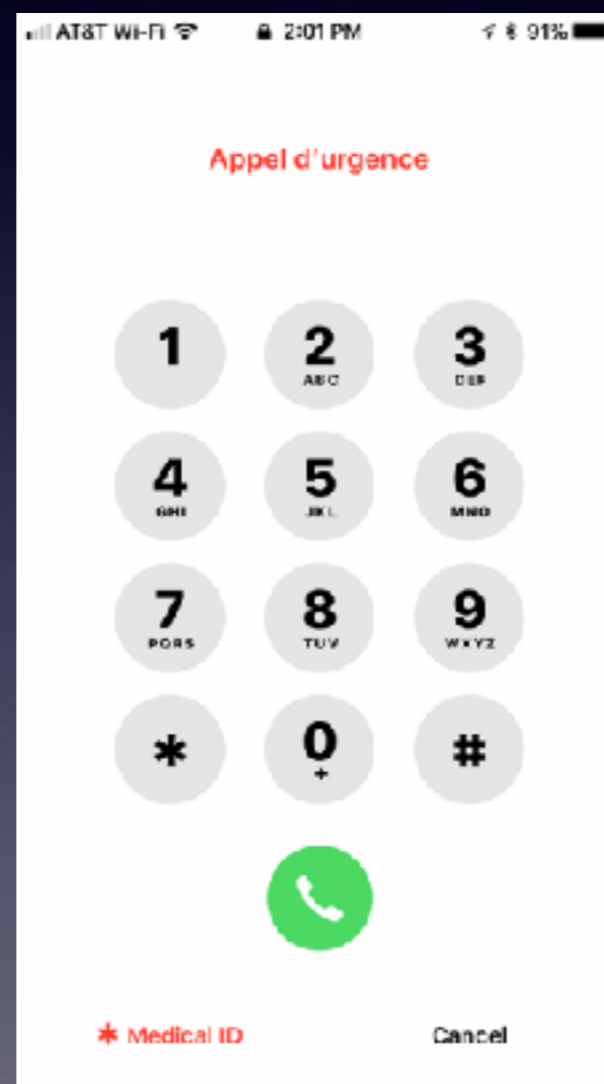 AT&T Wi-Fi 2:01 PM 91%
Appel d'urgence
1 2 3
ABC DEF
4 5 6
GHI JKL MNO
7 8 9
PQRS TUV WXYZ
* 0 #
+
* Medical ID Cancel